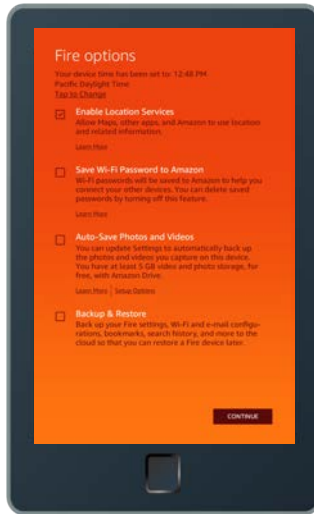 Fire options
Your device time has been set to: 12:48 PM
Pacific Daylight Time
Tap to Change
Enable Location Services
Allow Maps, other apps, and Amazon to use location
and related information.
Learn More
Save Wi-Fi Password to Amazon
Wi-Fi passwords will be saved to Amazon to help you
connect your other devices. You can delete saved
passwords by turning off this feature.
Learn More
Auto-Save Photos and Videos
You can update Settings to automatically back up
the photos and videos you capture on this device.
You have at least 5 GB video and photo storage, for
free, with Amazon Drive.
Learn More | Setup Options
Backup & Restore
Back up your Fire settings, Wi-Fi and e-mail configu-
rations, bookmarks, search history, and more to the
cloud so that you can restore a Fire device later.
CONTINUE